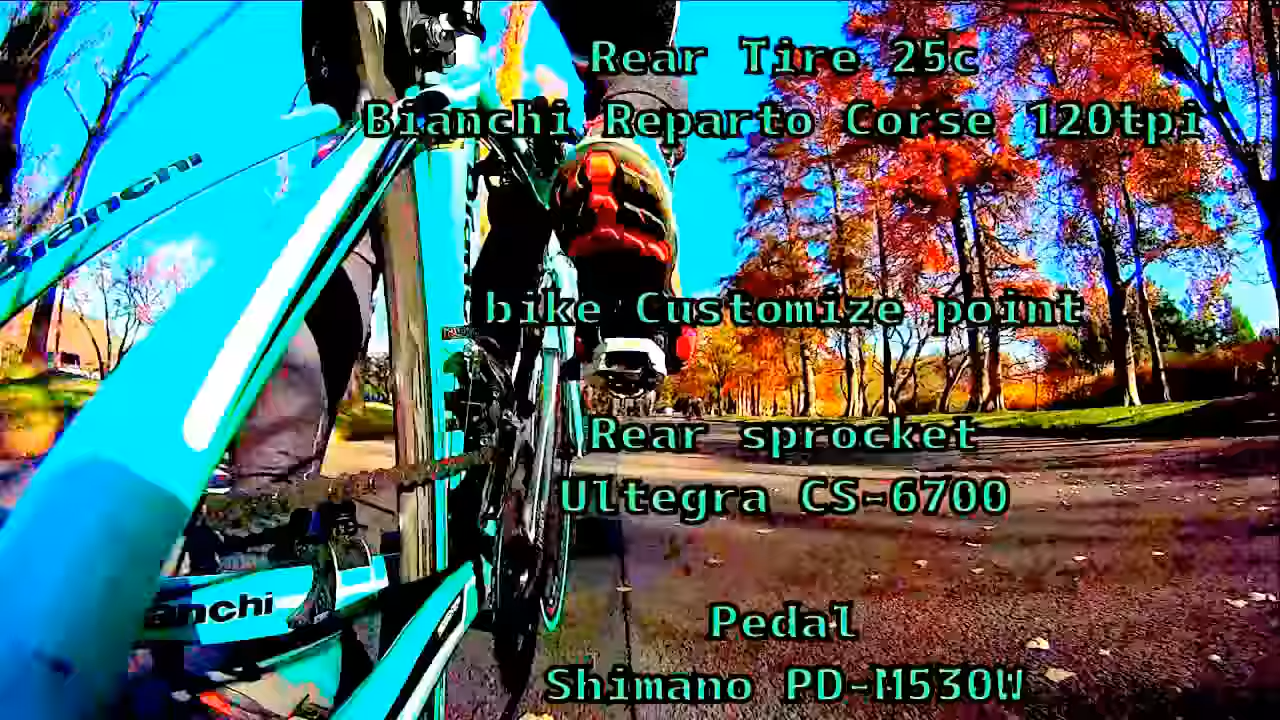 Rear Tire 25c
Bianchi Reparto Corse 120tpi
Bianchi
bike Customize point
Rear sprocket
Ultegra CS-6700
anchi
Pedal
Shimano PD-M530W